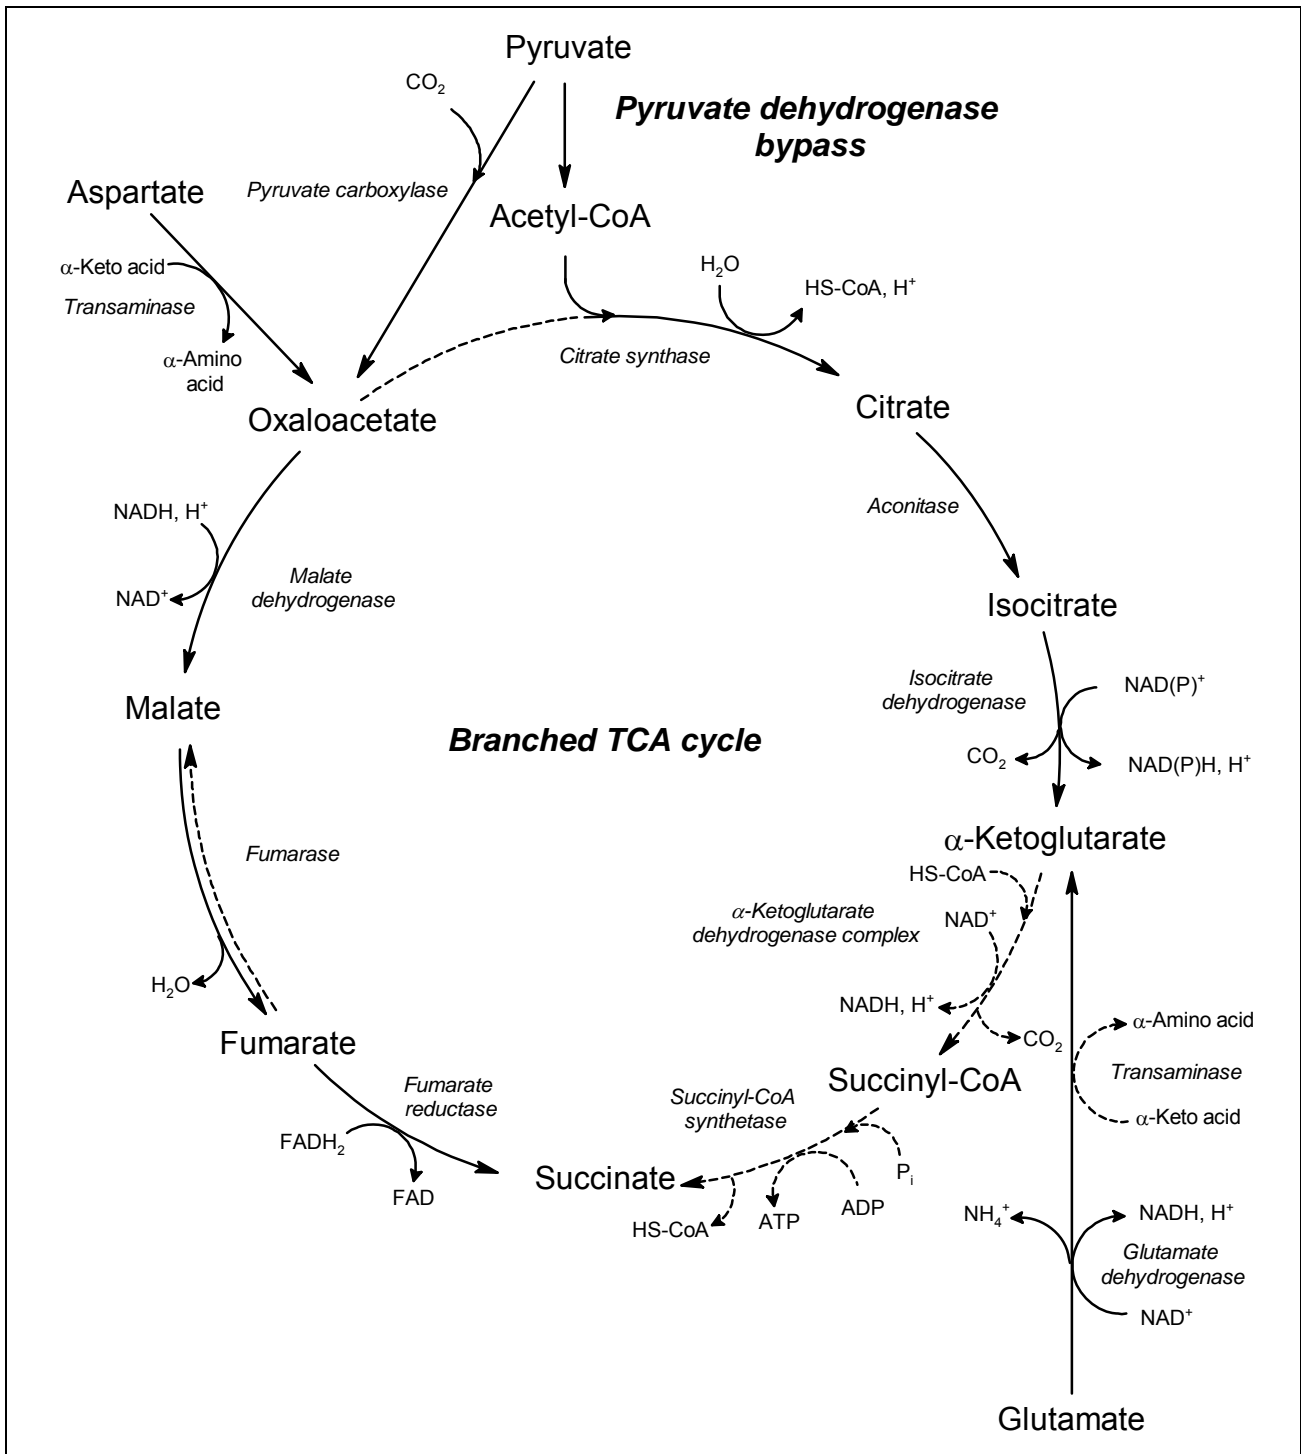 Pyruvate
CO₂
Pyruvate dehydrogenase
bypass
Pyruvate carboxylase
Aspartate
Acetyl-CoA
α-Keto acid
H₂O
HS-CoA, H⁺
Transaminase
α-Amino
acid
Citrate synthase
Oxaloacetate
Citrate
NADH, H⁺
Aconitase
Malate
dehydrogenase
NAD⁺
Isocitrate
Isocitrate
dehydrogenase
NAD(P)⁺
Malate
Branched TCA cycle
CO₂
NAD(P)H, H⁺
α-Ketoglutarate
Fumarase
HS-CoA
α-Ketoglutarate
dehydrogenase complex
NAD⁺
H₂O
NADH, H⁺
CO₂
α-Amino acid
Fumarate
Transaminase
Succinyl-CoA
Fumarate
reductase
Succinyl-CoA
synthetase
α-Keto acid
FADH₂
Succinate
Pᵢ
FAD
HS-CoA
ATP
ADP
NH₄⁺
NADH, H⁺
Glutamate
dehydrogenase
NAD⁺
Glutamate